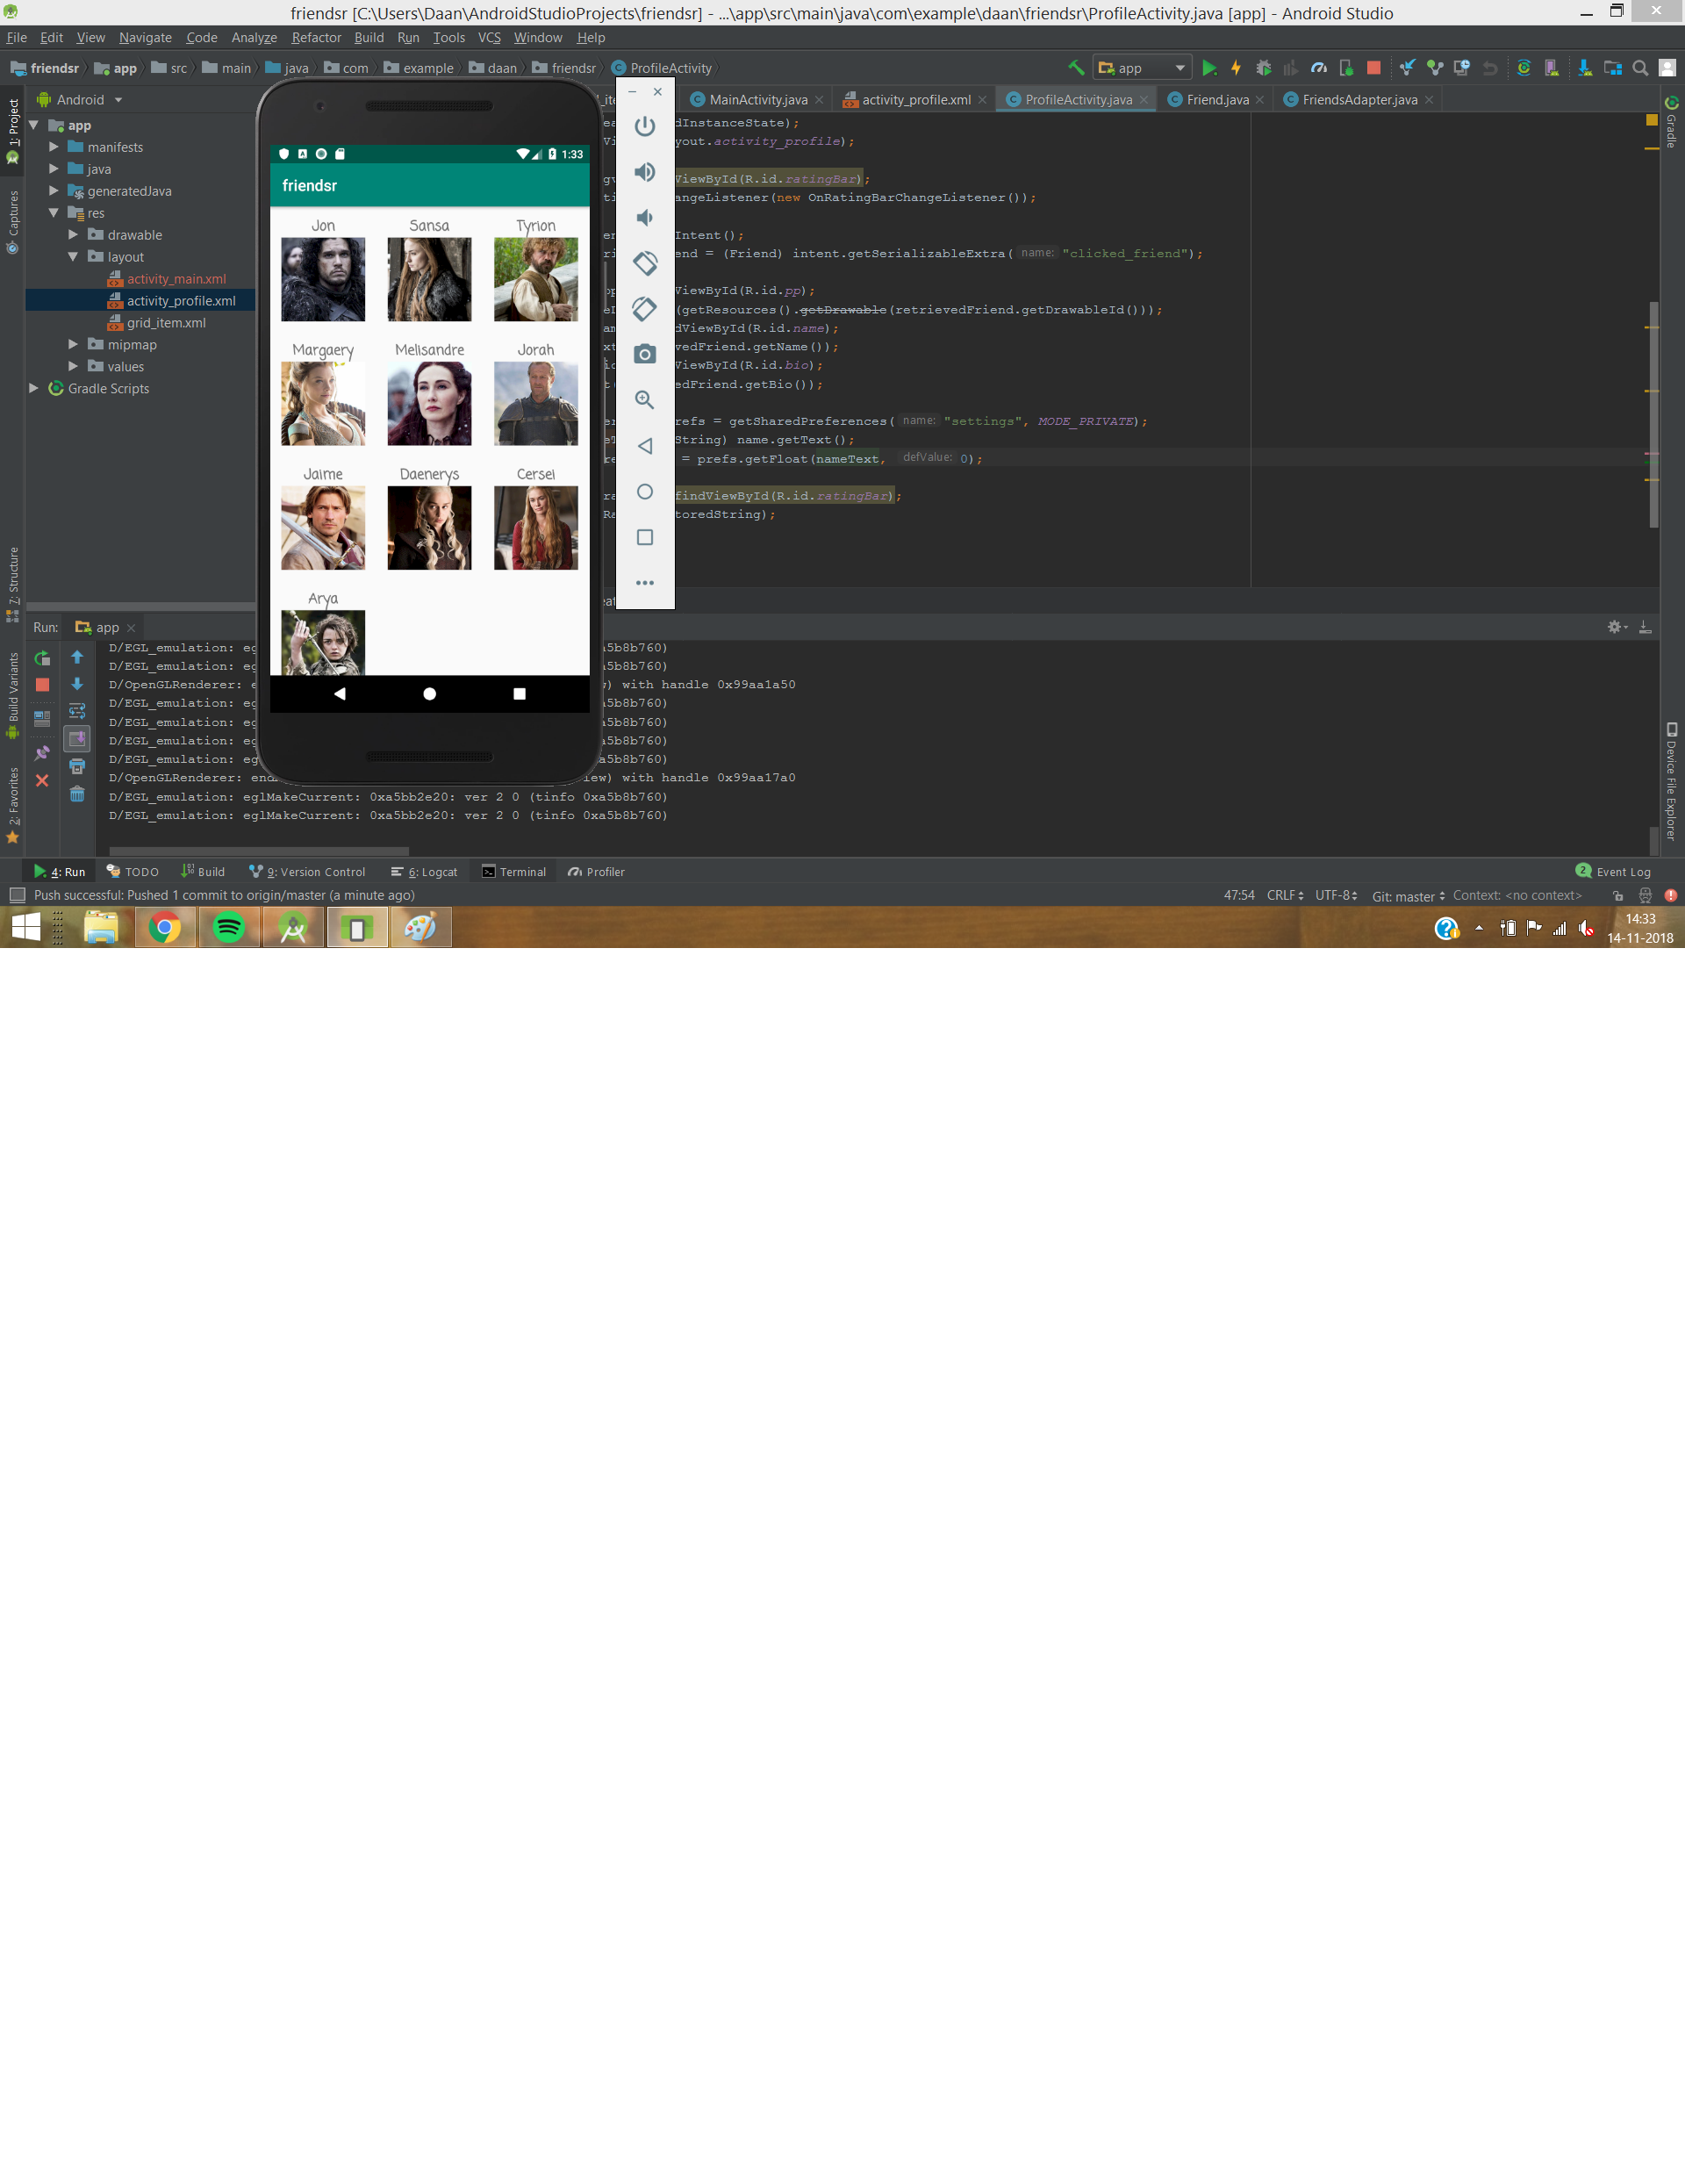 friendsr [C:\Users\Daan\AndroidStudioProjects\friendsr] - ...\app\src\main\java\com\example\daan\friendsr\ProfileActivity.java [app] - Android Studio
File Edit View Navigate Code Analyze Refactor Build Run Tools VCS Window Help
friendsr app src main java com example daan friendsr ProfileActivity app
Android
MainActivity.java activity_profile.xml ProfileActivity.java Friend.java FriendsAdapter.java
1: Project
Captures
7: Structure
Build Variants
2: Favorites
app
manifests
java
generatedJava
res
drawable
layout
activity_main.xml
activity_profile.xml
grid_item.xml
mipmap
values
Gradle Scripts
1:33
friendsr
Jon Sansa Tyrion
Margaery Melisandre Jorah
Jaime Daenerys Cersei
Arya
dInstanceState);
yout.activity_profile);
ViewById(R.id.ratingBar);
angeListener(new OnRatingBarChangeListener());
Intent();
end = (Friend) intent.getSerializableExtra( name: "clicked_friend");
ViewById(R.id.pp);
(getResources().getDrawable(retrievedFriend.getDrawableId()));
dViewById(R.id.name);
vedFriend.getName());
ViewById(R.id.bio);
edFriend.getBio());
refs = getSharedPreferences( name: "settings", MODE_PRIVATE);
String) name.getText();
= prefs.getFloat(nameText, defValue: 0);
findViewById(R.id.ratingBar);
toredString);
Gradle
Device File Explorer
Run: app
D/EGL_emulation: eg a5b8b760)
D/EGL_emulation: eg a5b8b760)
D/OpenGLRenderer: e ) with handle 0x99aa1a50
D/EGL_emulation: eg a5b8b760)
D/EGL_emulation: eg a5b8b760)
D/EGL_emulation: eg a5b8b760)
D/EGL_emulation: eg a5b8b760)
D/OpenGLRenderer: end iew) with handle 0x99aa17a0
D/EGL_emulation: eglMakeCurrent: 0xa5bb2e20: ver 2 0 (tinfo 0xa5b8b760)
D/EGL_emulation: eglMakeCurrent: 0xa5bb2e20: ver 2 0 (tinfo 0xa5b8b760)
4: Run TODO Build 9: Version Control 6: Logcat Terminal Profiler 2 Event Log
Push successful: Pushed 1 commit to origin/master (a minute ago) 47:54 CRLF UTF-8 Git: master Context: <no context>
14:33
14-11-2018